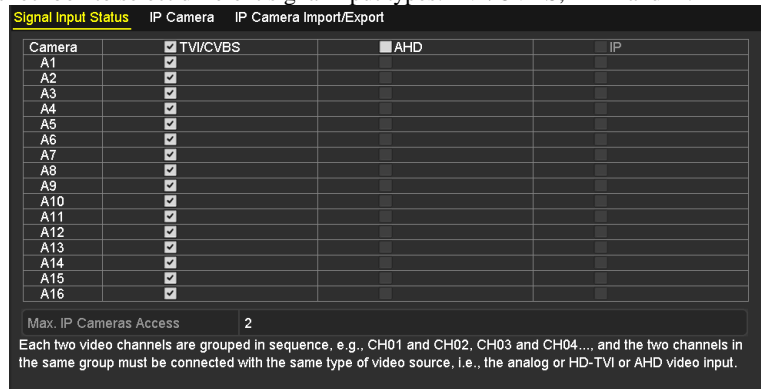 Signal Input Status IP Camera IP Camera Import/Export
Camera TVI/CVBS AHD IP
A1
A2
A3
A4
A5
A6
A7
A8
A9
A10
A11
A12
A13
A14
A15
A16
Max. IP Cameras Access 2
Each two video channels are grouped in sequence, e.g., CH01 and CH02, CH03 and CH04..., and the two channels in
the same group must be connected with the same type of video source, i.e., the analog or HD-TVI or AHD video input.